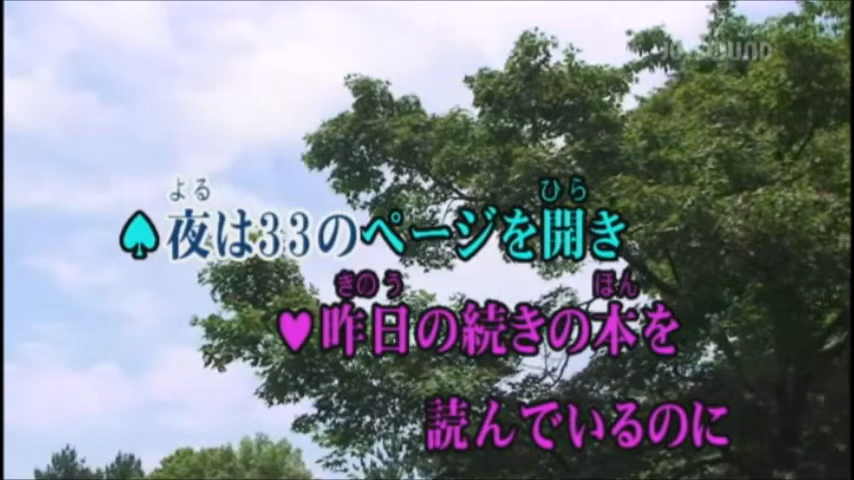 JOYSOUND
よる ひら
♠夜は33のページを開き
きのう ほん
♥昨日の続きの本を
読んでいるのに